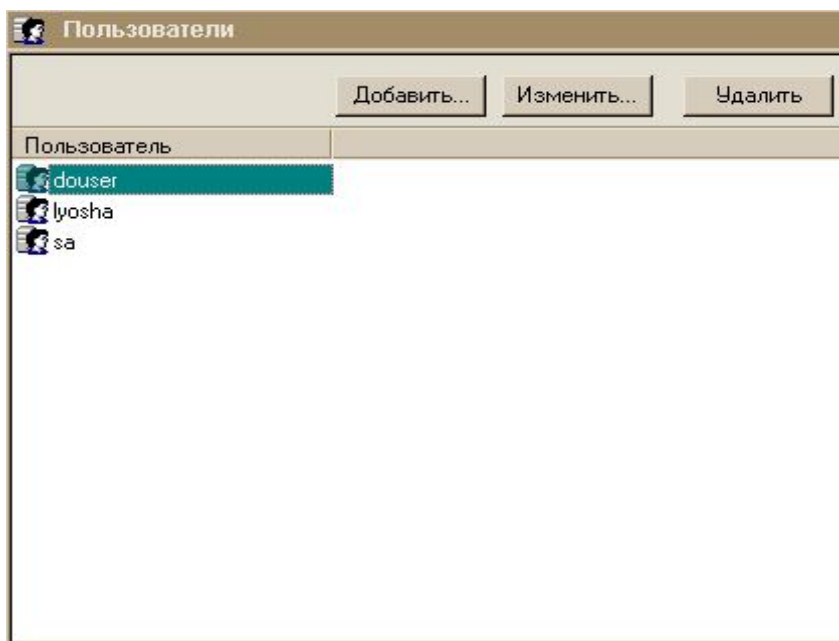 Пользователи
Добавить... Изменить... Удалить
Пользователь
douser
lyosha
sa